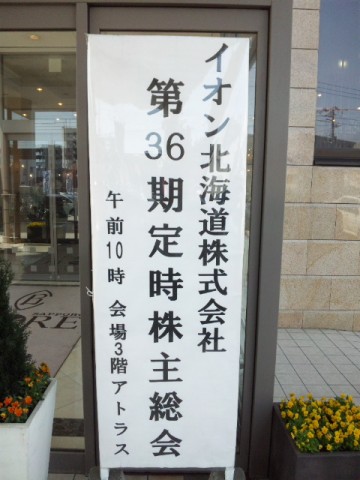 イオン北海道株式会社
第36期定時株主総会
午前10時 会場3階アトラス